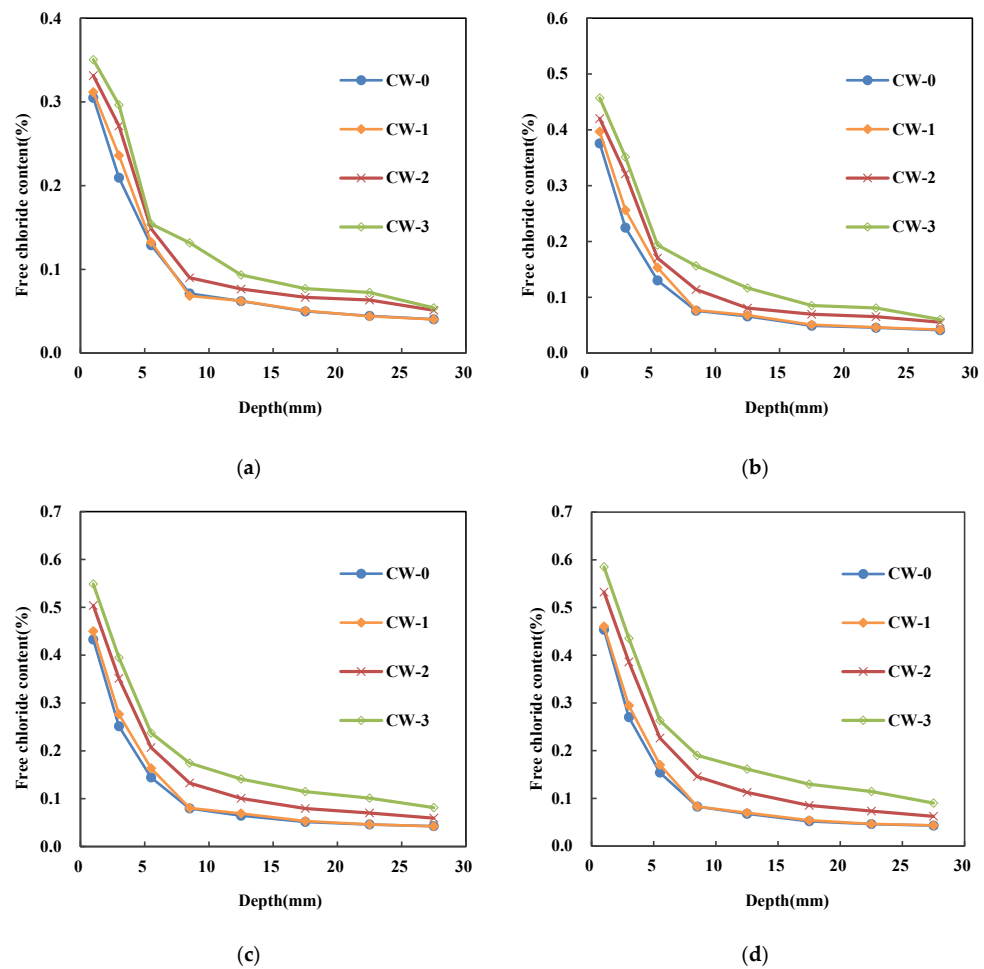 0.4
0.3
0.2
0.1
0.0
Free chloride content(%)
0 5 10 15 20 25 30
Depth(mm)
CW-0
CW-1
CW-2
CW-3
(a)
0.6
0.5
0.4
0.3
0.2
0.1
0.0
Free chloride content(%)
0 5 10 15 20 25 30
Depth(mm)
CW-0
CW-1
CW-2
CW-3
(b)
0.7
0.6
0.5
0.4
0.3
0.2
0.1
0.0
Free chloride content(%)
0 5 10 15 20 25 30
Depth(mm)
CW-0
CW-1
CW-2
CW-3
(c)
0.7
0.6
0.5
0.4
0.3
0.2
0.1
0.0
Free chloride content(%)
0 5 10 15 20 25 30
Depth(mm)
CW-0
CW-1
CW-2
CW-3
(d)